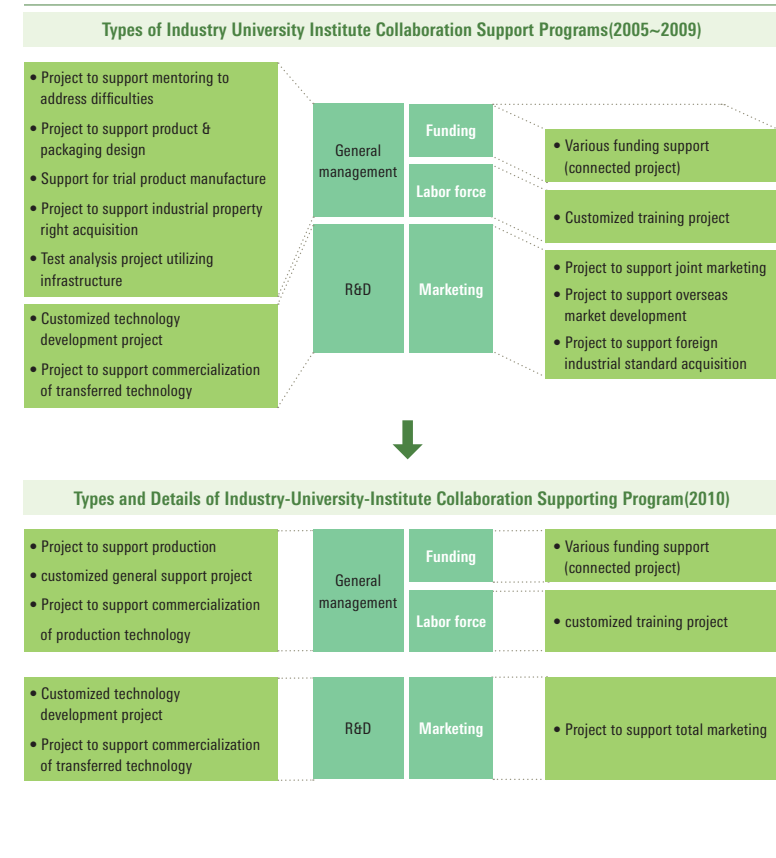 Types of Industry University Institute Collaboration Support Programs(2005~2009)
• Project to support mentoring to
address difficulties
• Project to support product &
packaging design
• Support for trial product manufacture
• Project to support industrial property
right acquisition
• Test analysis project utilizing
infrastructure
• Customized technology
development project
• Project to support commercialization
of transferred technology
General
management
R&D
Funding
Labor force
Marketing
• Various funding support
(connected project)
• Customized training project
• Project to support joint marketing
• Project to support overseas
market development
• Project to support foreign
industrial standard acquisition
Types and Details of Industry-University-Institute Collaboration Supporting Program(2010)
• Project to support production
• customized general support project
• Project to support commercialization
of production technology
• Customized technology
development project
• Project to support commercialization
of transferred technology
General
management
R&D
Funding
Labor force
Marketing
• Various funding support
(connected project)
• customized training project
• Project to support total marketing